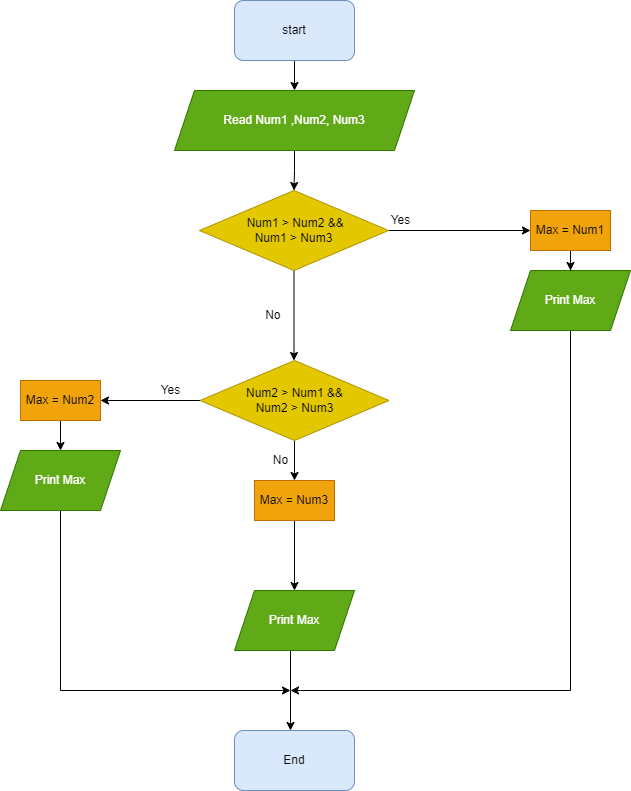 start
Read Num1 ,Num2, Num3
Num1 > Num2 &&
Num1 > Num3
Yes
Max = Num1
Print Max
No
Num2 > Num1 &&
Num2 > Num3
Yes
Max = Num2
Print Max
No
Max = Num3
Print Max
End